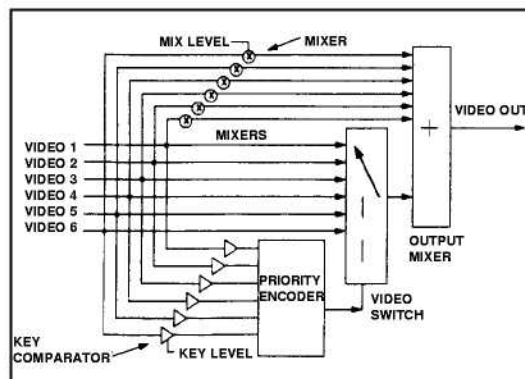 MIX LEVEL
MIXER
X
X
X
X
X
X
VIDEO OUT
+
MIXERS
VIDEO 1
VIDEO 2
VIDEO 3
VIDEO 4
VIDEO 5
VIDEO 6
OUTPUT
MIXER
PRIORITY
ENCODER
VIDEO
SWITCH
KEY
COMPARATOR
KEY LEVEL